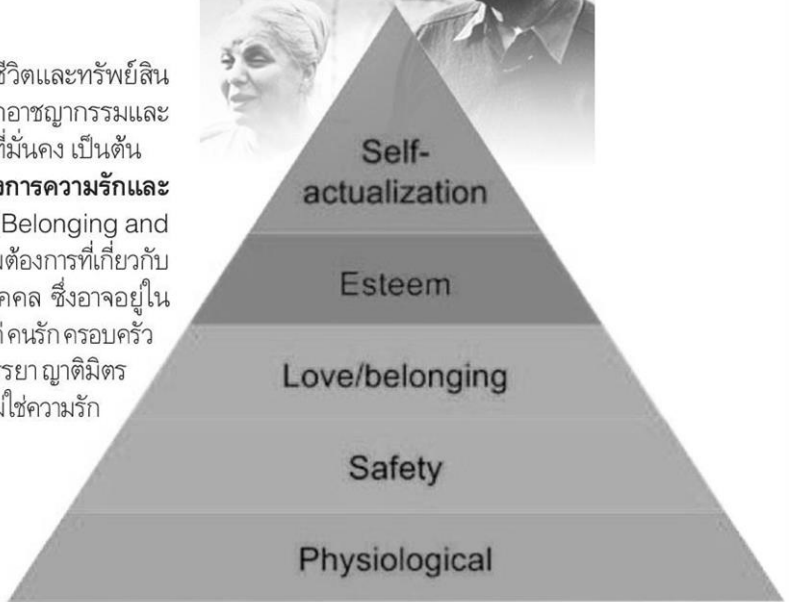 ชีวิตและทรัพย์สิน
อาชญากรรมและ
ที่มั่นคง เป็นต้น
งการความรักและ
Belonging and
ต้องการที่เกี่ยวกับ
คคล ซึ่งอาจอยู่ใน
คนรัก ครอบครัว
รรยา ญาติมิตร
ม่ใช่ความรัก
Self-
actualization
Esteem
Love/belonging
Safety
Physiological